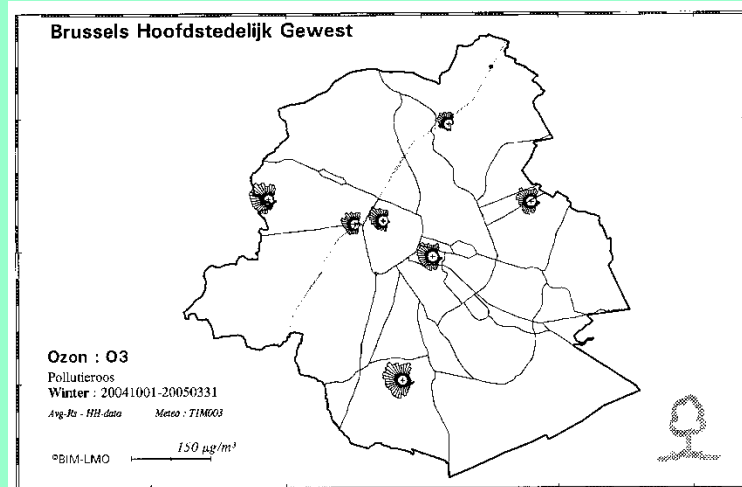 Brussels Hoofdstedelijk Gewest
Ozon : O3
Pollutieroos
Winter : 20041001-20050331
Avg-Rs - HH-data Meteo : T1M003
150 µg/m³
©BIM-LMO